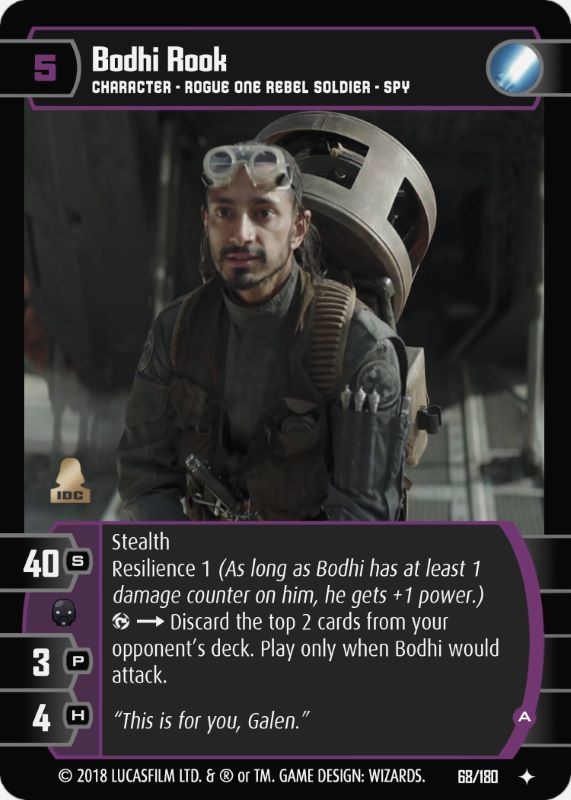 5
Bodhi Rook
CHARACTER - ROGUE ONE REBEL SOLDIER - SPY
IDC
40 S
3 P
4 H
Stealth
Resilience 1 (As long as Bodhi has at least 1
damage counter on him, he gets +1 power.)
→ Discard the top 2 cards from your
opponent's deck. Play only when Bodhi would
attack.
“This is for you, Galen.”
A
© 2018 LUCASFILM LTD. & ® or TM. GAME DESIGN: WIZARDS. 68/180